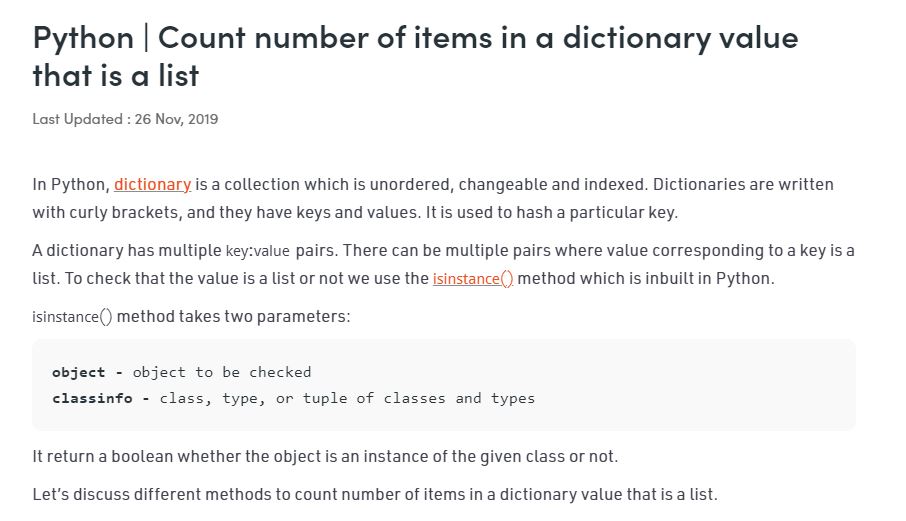 Python | Count number of items in a dictionary value
that is a list
Last Updated : 26 Nov, 2019
In Python, dictionary is a collection which is unordered, changeable and indexed. Dictionaries are written
with curly brackets, and they have keys and values. It is used to hash a particular key.
A dictionary has multiple key:value pairs. There can be multiple pairs where value corresponding to a key is a
list. To check that the value is a list or not we use the isinstance() method which is inbuilt in Python.
isinstance() method takes two parameters:
object - object to be checked
classinfo - class, type, or tuple of classes and types
It return a boolean whether the object is an instance of the given class or not.
Let's discuss different methods to count number of items in a dictionary value that is a list.